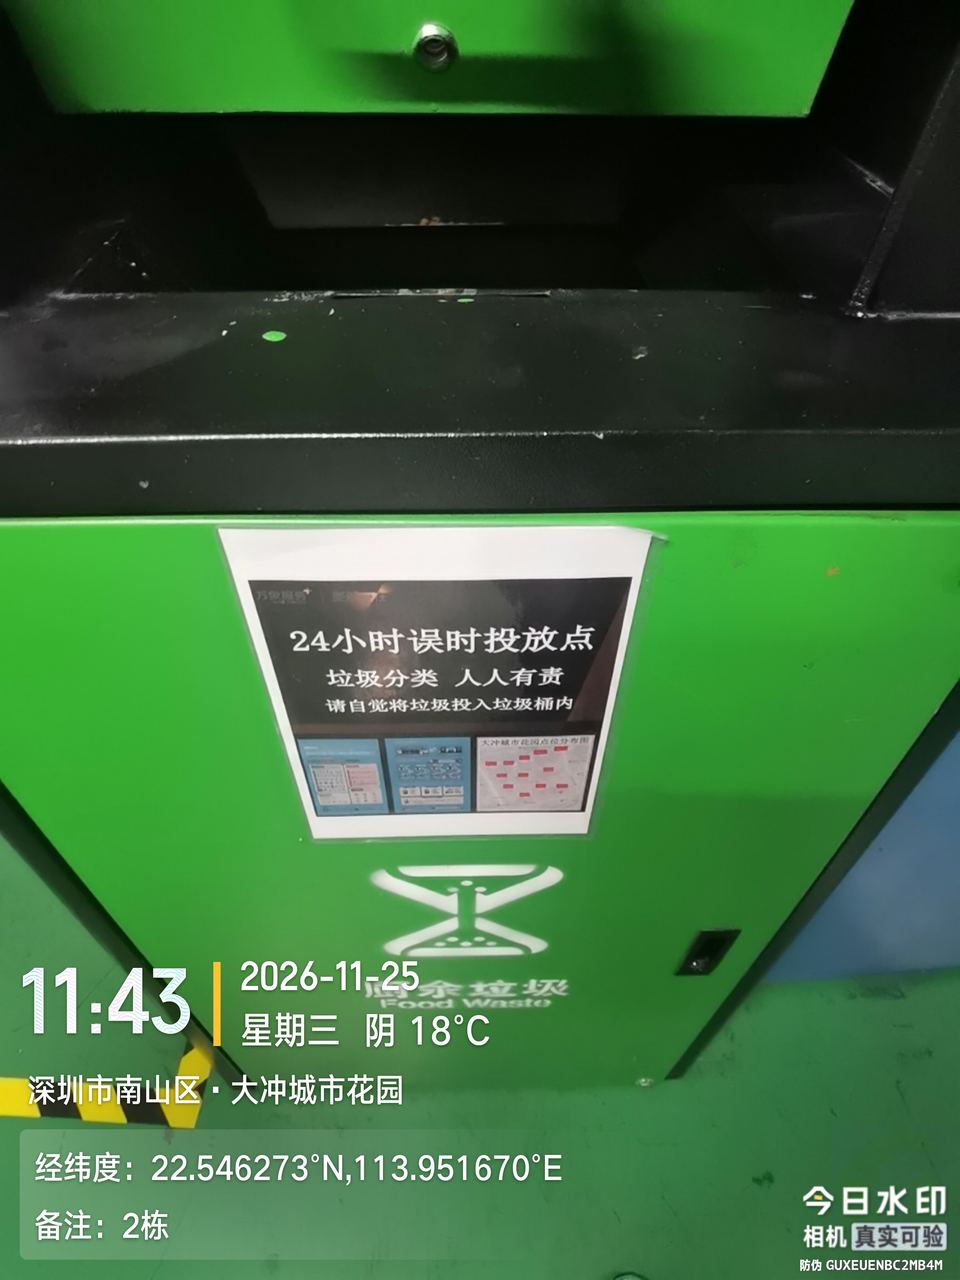 万象服务
24小时误时投放点
垃圾分类 人人有责
请自觉将垃圾投入垃圾桶内
大冲城市花园点位分布图
厨余垃圾
Food Waste
11:43
2026-11-25
星期三 阴 18°C
深圳市南山区·大冲城市花园
经纬度：22.546273°N,113.951670°E
备注：2栋
今日水印
相机 真实可验
防伪 GUXEUENBC2MB4M